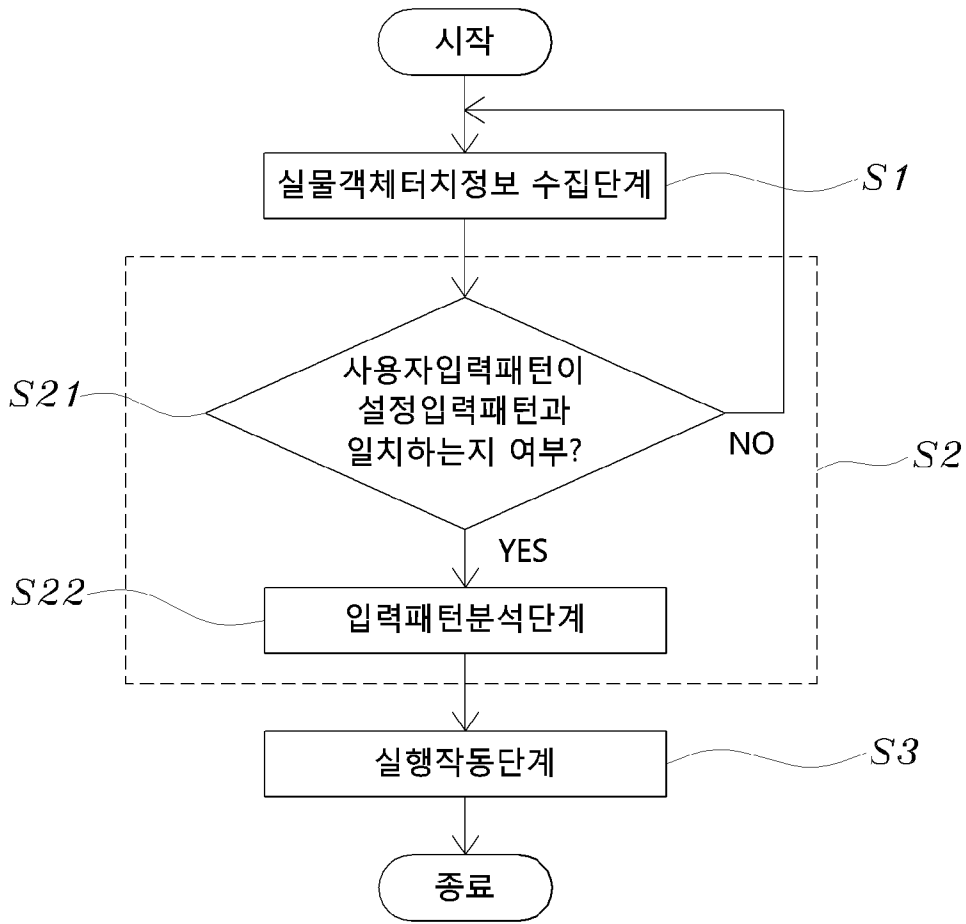 시작
실물객체터치정보 수집단계
S1
사용자입력패턴이
설정입력패턴과
일치하는지 여부?
S21
NO
S2
YES
S22
입력패턴분석단계
실행작동단계
S3
종료